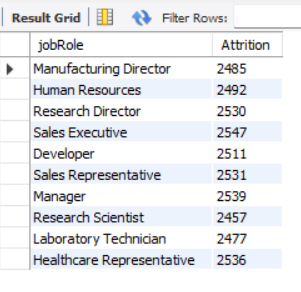 Result Grid Filter Rows:
jobRole Attrition
Manufacturing Director 2485
Human Resources 2492
Research Director 2530
Sales Executive 2547
Developer 2511
Sales Representative 2531
Manager 2539
Research Scientist 2457
Laboratory Technician 2477
Healthcare Representative 2536